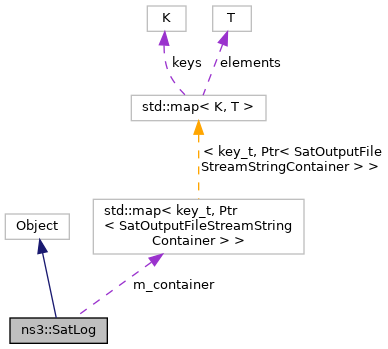 K
T
keys
elements
std::map< K, T >
< key_t, Ptr< SatOutputFile
StreamStringContainer > >
std::map< key_t, Ptr
< SatOutputFileStreamString
Container > >
Object
m_container
ns3::SatLog